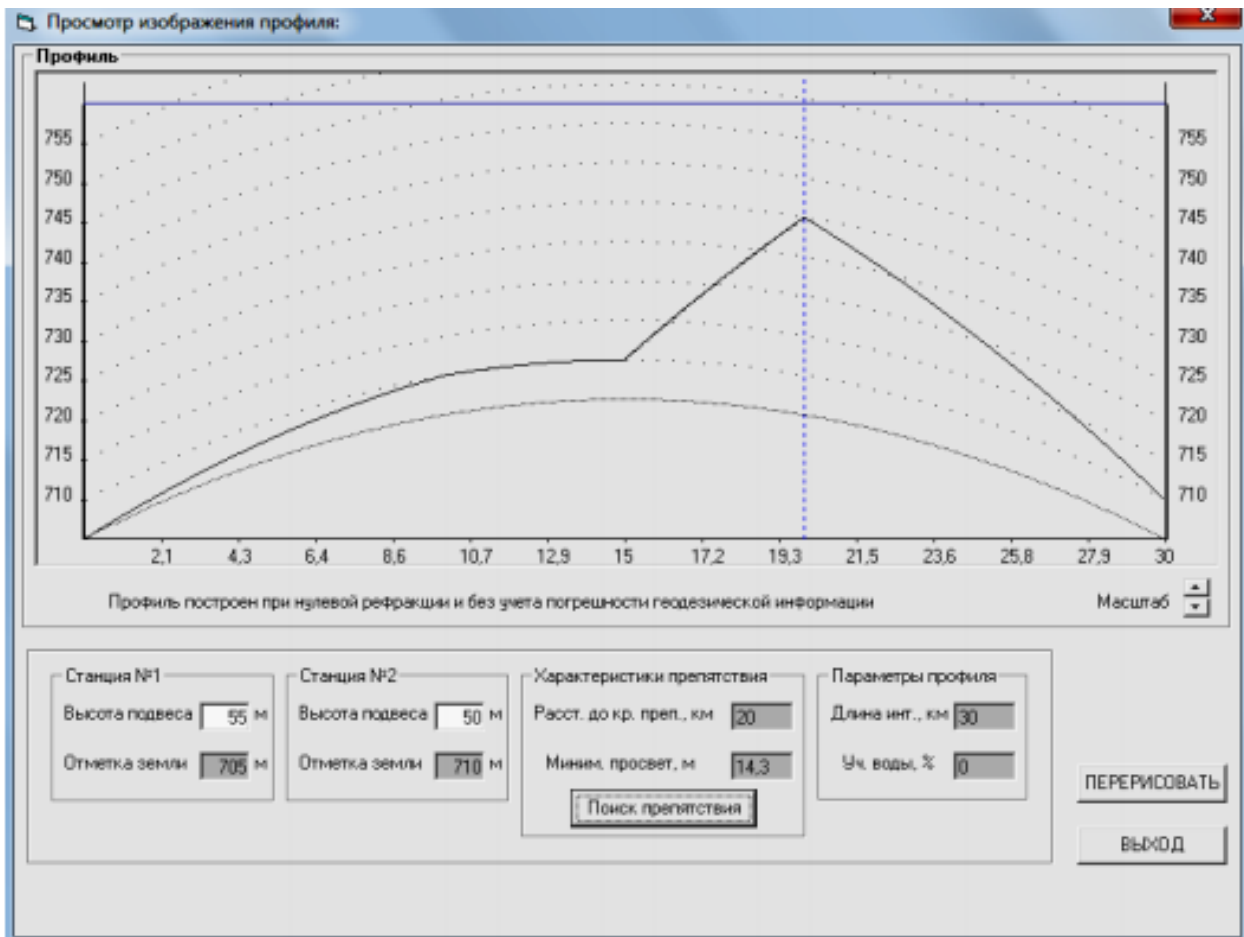 Просмотр изображения профиля:
x
Профиль
755 755
750 750
745 745
740 740
735 735
730 730
725 725
720 720
715 715
710 710
2,1 4,3 6,4 8,6 10,7 12,9 15 17,2 19,3 21,5 23,6 25,8 27,9 30
Профиль построен при нулевой рефракции и без учета погрешности геодезической информации Масштаб
Станция №1 Станция №2 Характеристики препятствия Параметры профиля
Высота подвеса 55 м Высота подвеса 50 м Расст. до кр. преп., км 20 Длина инт., км 30
Отметка земли 705 м Отметка земли 710 м Миним. просвет, м 14,3 Уч. воды, % 0
Поиск препятствия
ПЕРЕРИСОВАТЬ
ВЫХОД